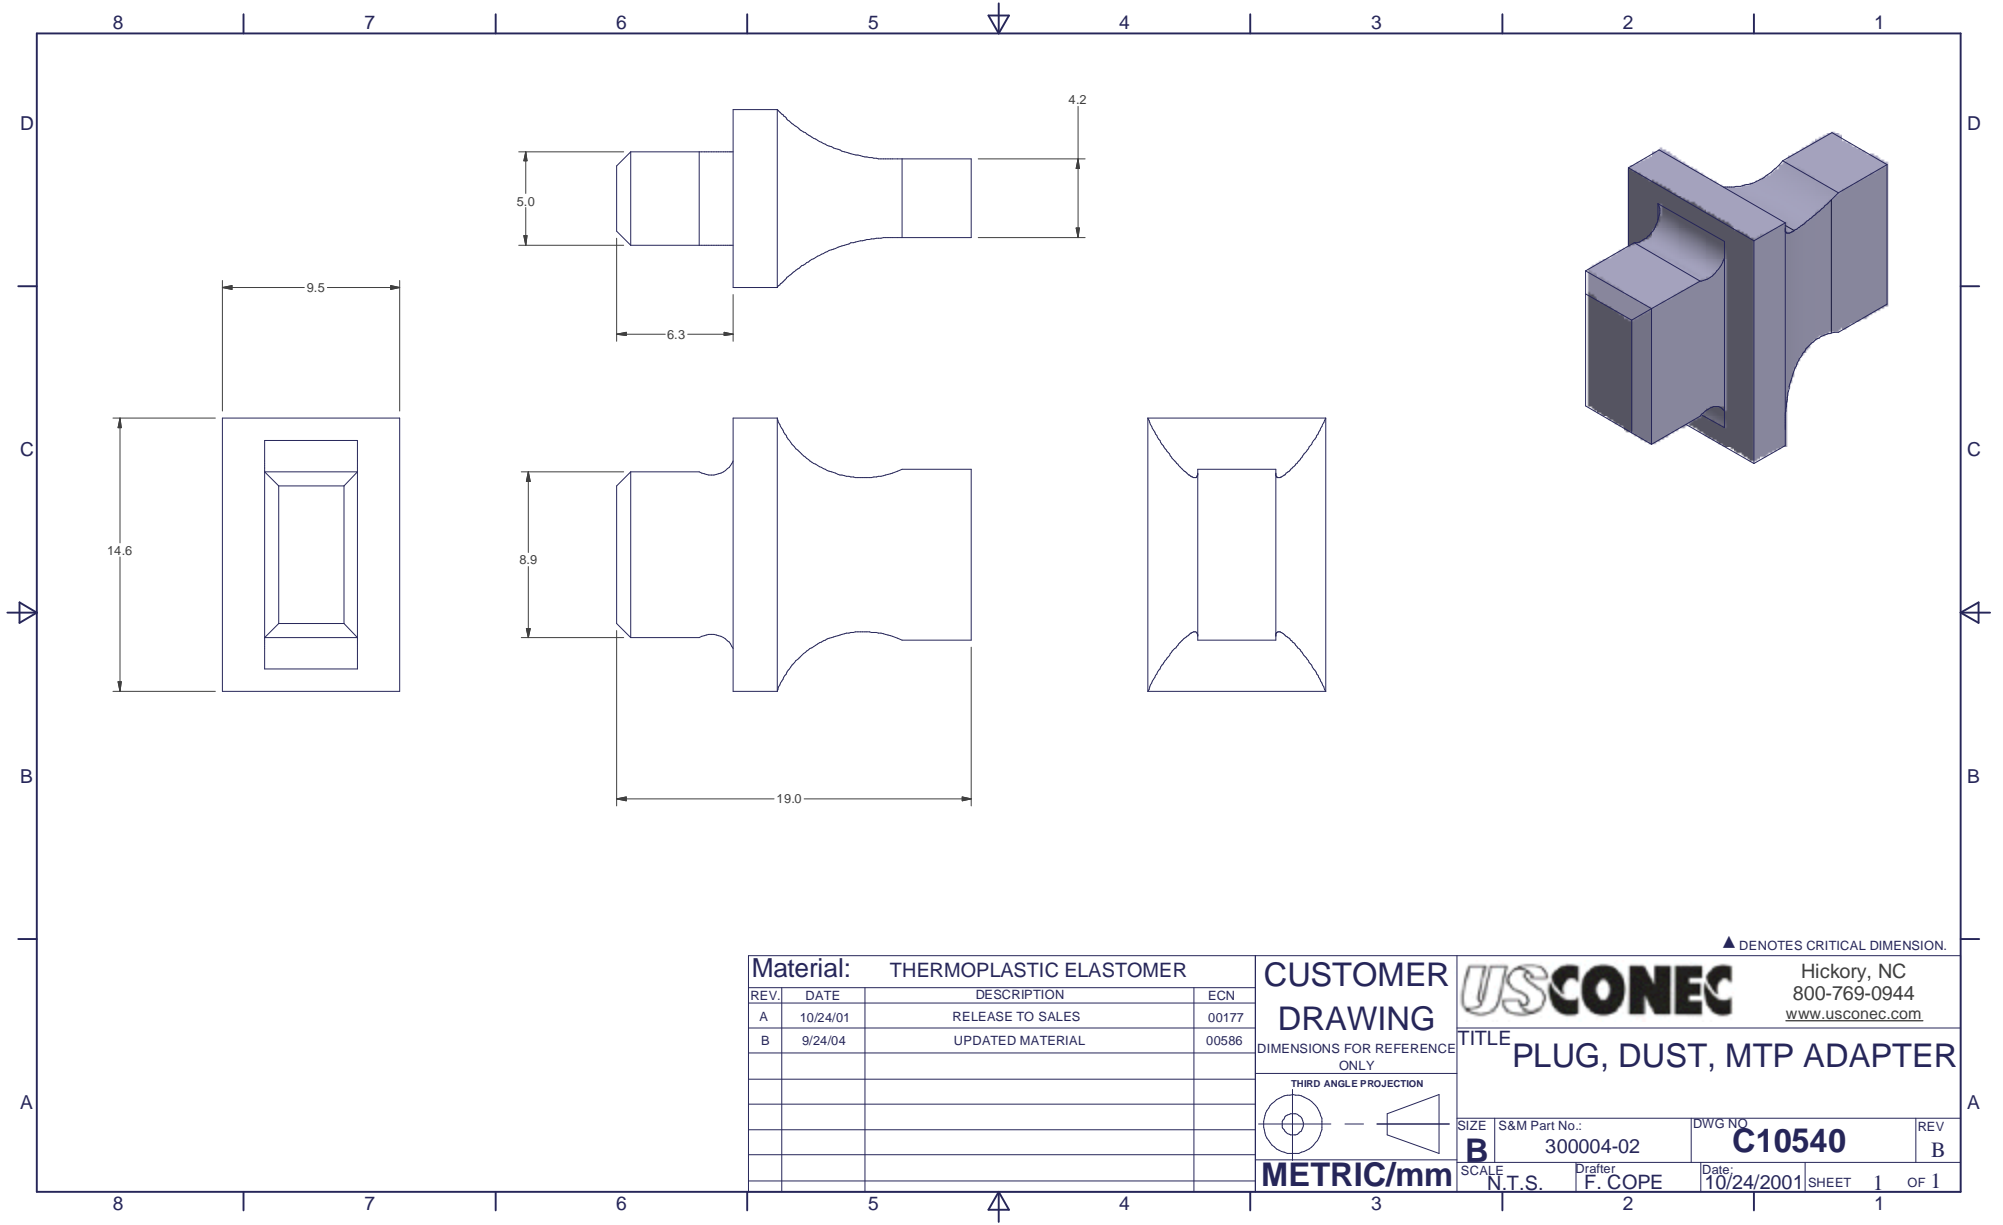 8 7 6 5 4 3 2 1
D D
4.2
5.0
9.5
6.3
C C
14.6
8.9
B B
19.0
▲ DENOTES CRITICAL DIMENSION.
Material: THERMOPLASTIC ELASTOMER
REV. DATE DESCRIPTION ECN
A 10/24/01 RELEASE TO SALES 00177
B 9/24/04 UPDATED MATERIAL 00586
CUSTOMER
DRAWING
DIMENSIONS FOR REFERENCE
ONLY
THIRD ANGLE PROJECTION
METRIC/mm
USCONEC
Hickory, NC
800-769-0944
www.usconec.com
TITLE
PLUG, DUST, MTP ADAPTER
SIZE
B
S&M Part No.:
300004-02
DWG NO
C10540
REV
B
SCALE
N.T.S.
Drafter
F. COPE
Date:
10/24/2001
SHEET 1 OF 1
A A
8 7 6 5 4 3 2 1